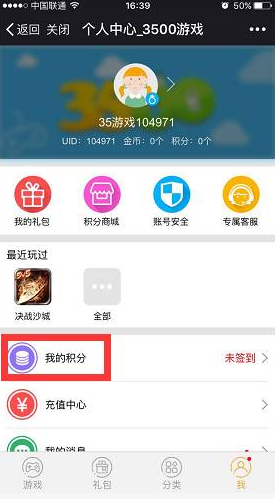 中国联通 16:39 50%
返回 关闭 个人中心_3500游戏
35游戏104971
UID: 104971 金币: 0个 积分: 0个
我的礼包 积分商城 账号安全 专属客服
最近玩过
5v5
决战沙城 全部
我的积分 未签到
充值中心
我的消息
游戏 礼包 分类 我